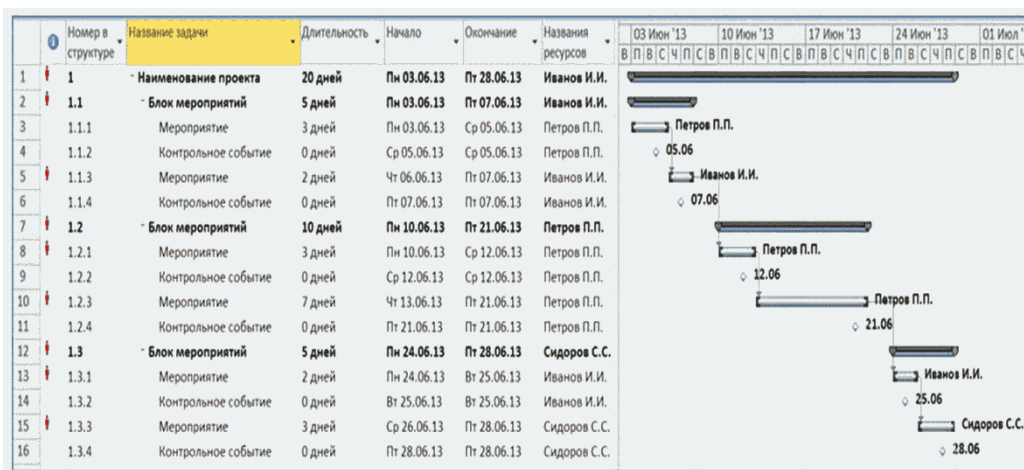 Номер в структуре Название задачи Длительность Начало Окончание Названия ресурсов 03 Июн '13 10 Июн '13 17 Июн '13 24 Июн '13 01 Июл '
В П В С Ч П С В П В С Ч П С В П В С Ч П С В П В С Ч П С В П В С Ч
1 1 - Наименование проекта 20 дней Пн 03.06.13 Пт 28.06.13 Иванов И.И.
2 1.1 - Блок мероприятий 5 дней Пн 03.06.13 Пт 07.06.13 Иванов И.И.
3 1.1.1 Мероприятие 3 дней Пн 03.06.13 Ср 05.06.13 Петров П.П. Петров П.П.
4 1.1.2 Контрольное событие 0 дней Ср 05.06.13 Ср 05.06.13 Петров П.П. 05.06
5 1.1.3 Мероприятие 2 дней Чт 06.06.13 Пт 07.06.13 Иванов И.И. Иванов И.И.
6 1.1.4 Контрольное событие 0 дней Пт 07.06.13 Пт 07.06.13 Иванов И.И. 07.06
7 1.2 - Блок мероприятий 10 дней Пн 10.06.13 Пт 21.06.13 Петров П.П.
8 1.2.1 Мероприятие 3 дней Пн 10.06.13 Ср 12.06.13 Петров П.П. Петров П.П.
9 1.2.2 Контрольное событие 0 дней Ср 12.06.13 Ср 12.06.13 Петров П.П. 12.06
10 1.2.3 Мероприятие 7 дней Чт 13.06.13 Пт 21.06.13 Петров П.П. Петров П.П.
11 1.2.4 Контрольное событие 0 дней Пт 21.06.13 Пт 21.06.13 Петров П.П. 21.06
12 1.3 - Блок мероприятий 5 дней Пн 24.06.13 Пт 28.06.13 Сидоров С.С.
13 1.3.1 Мероприятие 2 дней Пн 24.06.13 Вт 25.06.13 Иванов И.И. Иванов И.И.
14 1.3.2 Контрольное событие 0 дней Вт 25.06.13 Вт 25.06.13 Иванов И.И. 25.06
15 1.3.3 Мероприятие 3 дней Ср 26.06.13 Пт 28.06.13 Сидоров С.С. Сидоров С.С.
16 1.3.4 Контрольное событие 0 дней Пт 28.06.13 Пт 28.06.13 Сидоров С.С. 28.06